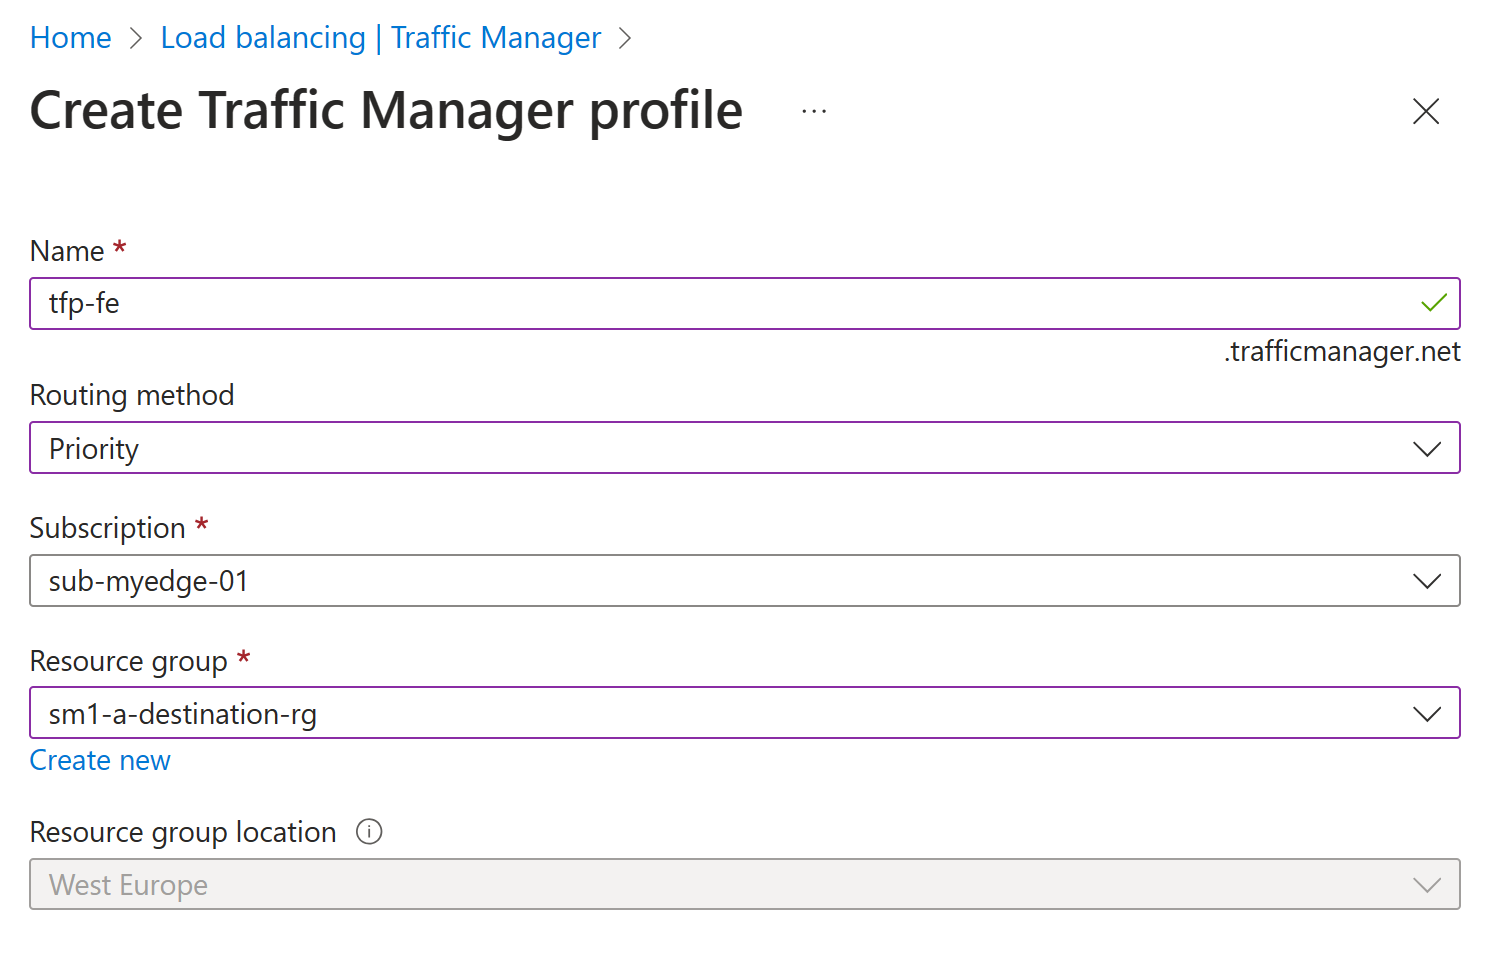 Home > Load balancing | Traffic Manager >
Create Traffic Manager profile ...
Name *
tfp-fe
.trafficmanager.net
Routing method
Priority
Subscription *
sub-myedge-01
Resource group *
sm1-a-destination-rg
Create new
Resource group location
West Europe